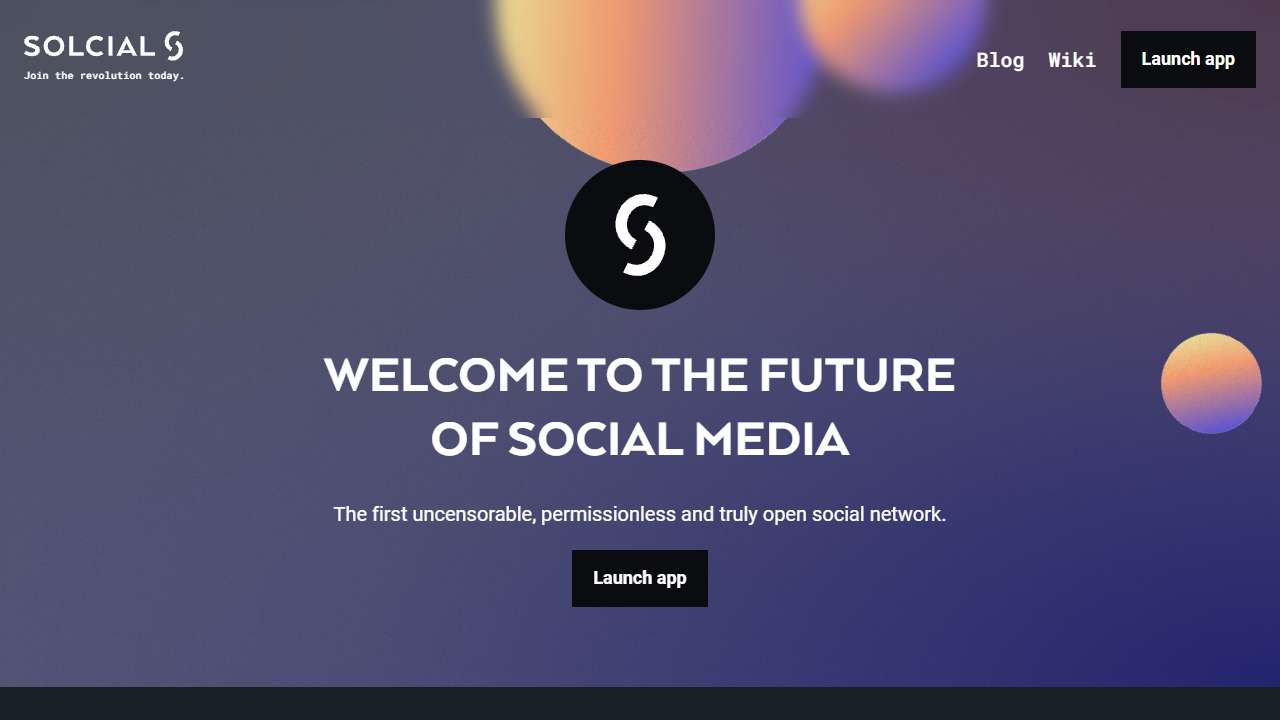 SOLCIAL
Join the revolution today.
Blog Wiki Launch app
WELCOME TO THE FUTURE
OF SOCIAL MEDIA
The first uncensorable, permissionless and truly open social network.
Launch app